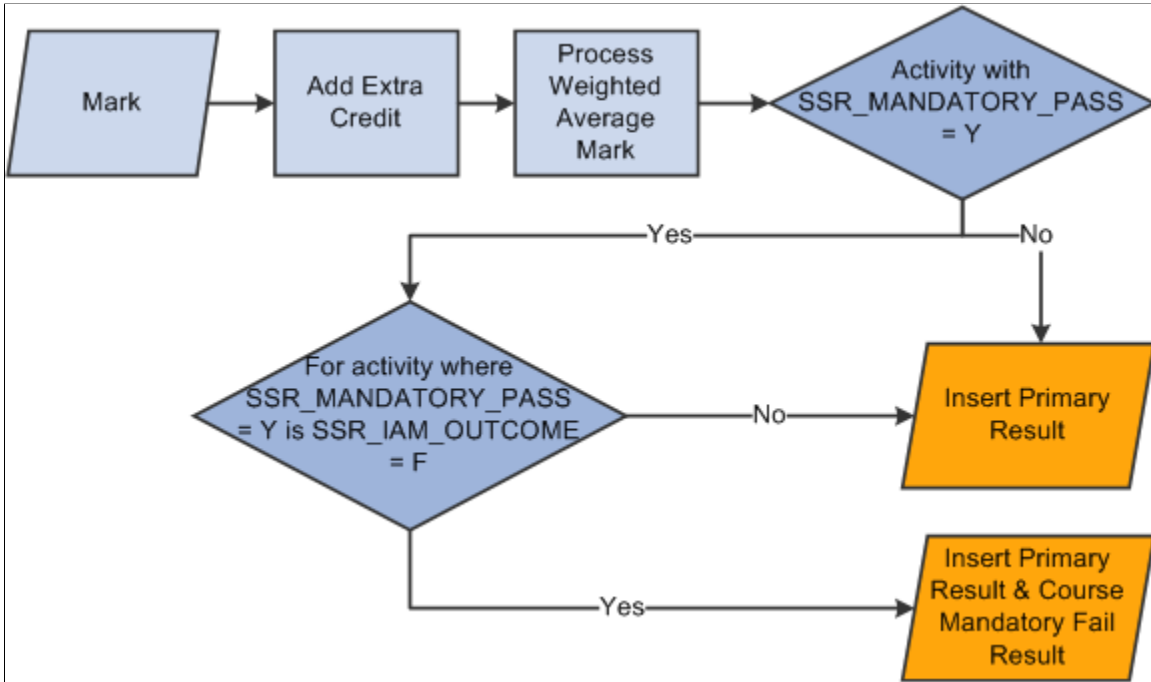 Mark
Add Extra
Credit
Process
Weighted
Average
Mark
Activity with
SSR_MANDATORY_PASS
= Y
Yes
No
For activity where
SSR_MANDATORY_PASS
= Y is SSR_IAM_OUTCOME
= F
No
Insert Primary
Result
Yes
Insert Primary
Result & Course
Mandatory Fail
Result